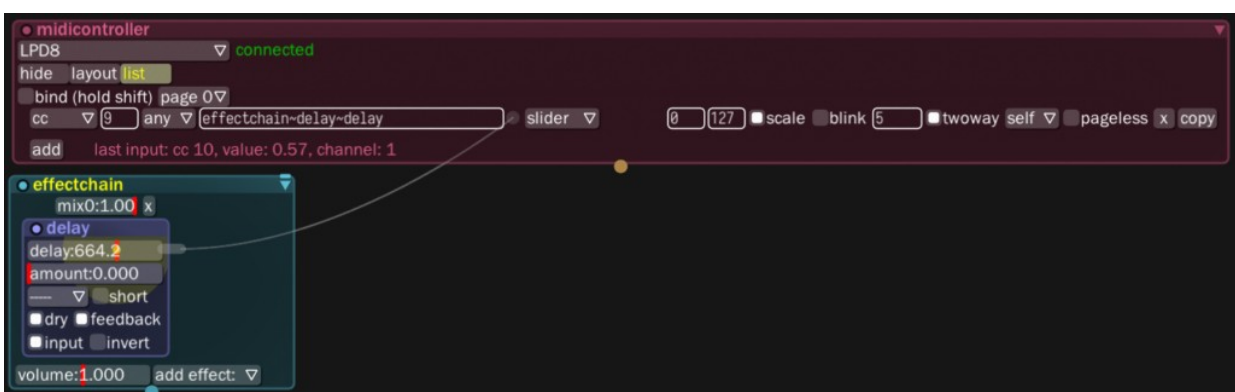 midicontroller
LPD8 connected
hide layout list
bind (hold shift) page 0
cc 9 any effectchain~delay~delay slider 0 127 scale blink 5 twoway self pageless x copy
add last input: cc 10, value: 0.57, channel: 1
effectchain
mix0:1.00 x
delay
delay:664.2
amount:0.000
---- short
dry feedback
input invert
volume:1.000 add effect: